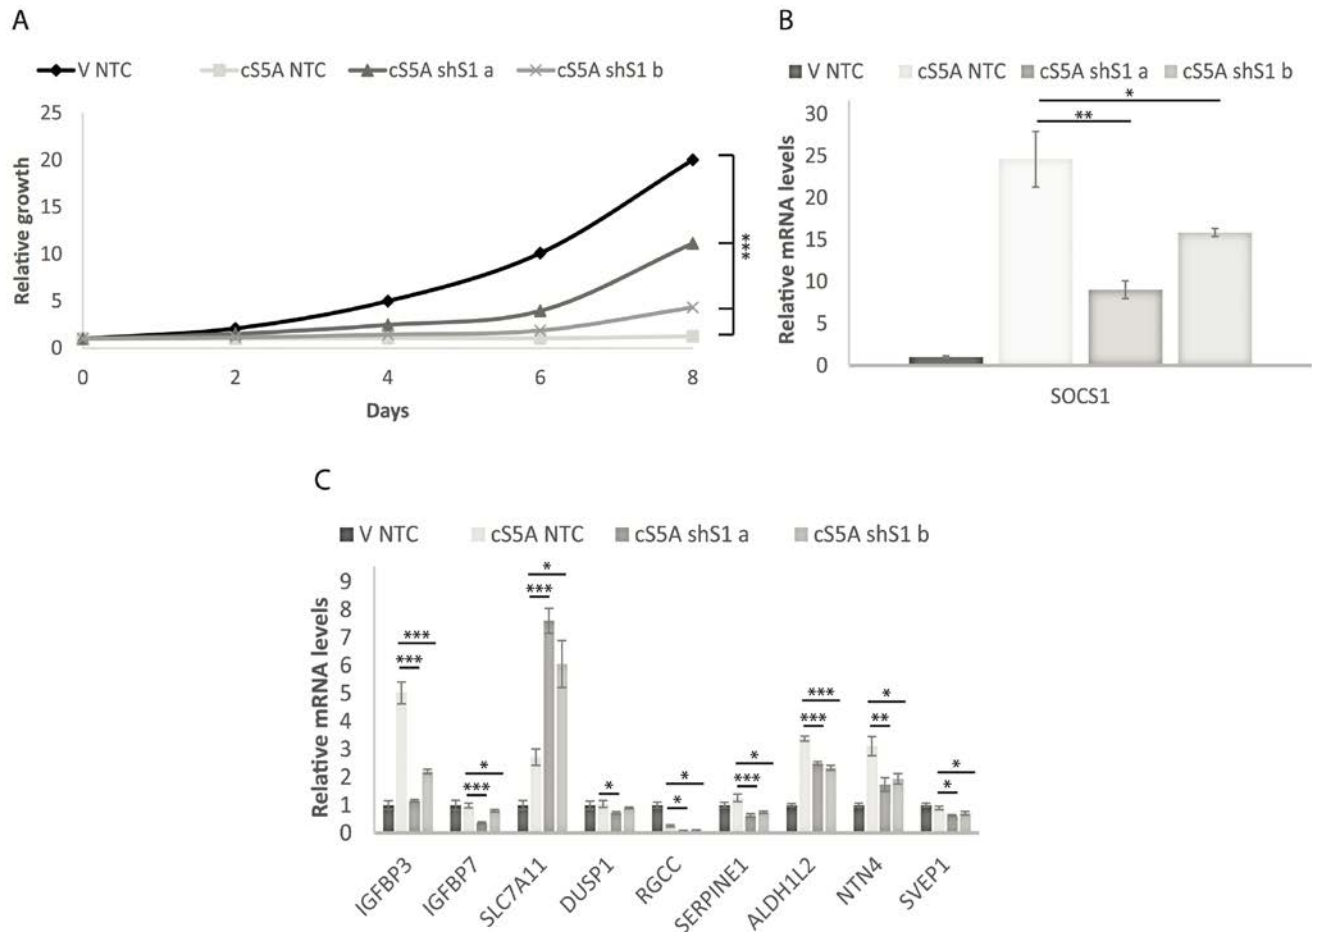 A
V NTC cS5A NTC cS5A shS1 a cS5A shS1 b
25
20
15
10
5
0
Relative growth
0 2 4 6 8
Days
***
B
V NTC cS5A NTC cS5A shS1 a cS5A shS1 b
*
**
30
25
20
15
10
5
0
Relative mRNA levels
SOCS1
C
V NTC cS5A NTC cS5A shS1 a cS5A shS1 b
9
8
7
6
5
4
3
2
1
0
Relative mRNA levels
*** ***
* ***
* ***
*
* *
* ***
*** ***
* **
* *
IGFBP3 IGFBP7 SLC7A11 DUSP1 RGCC SERPINE1 ALDH1L2 NTN4 SVEP1